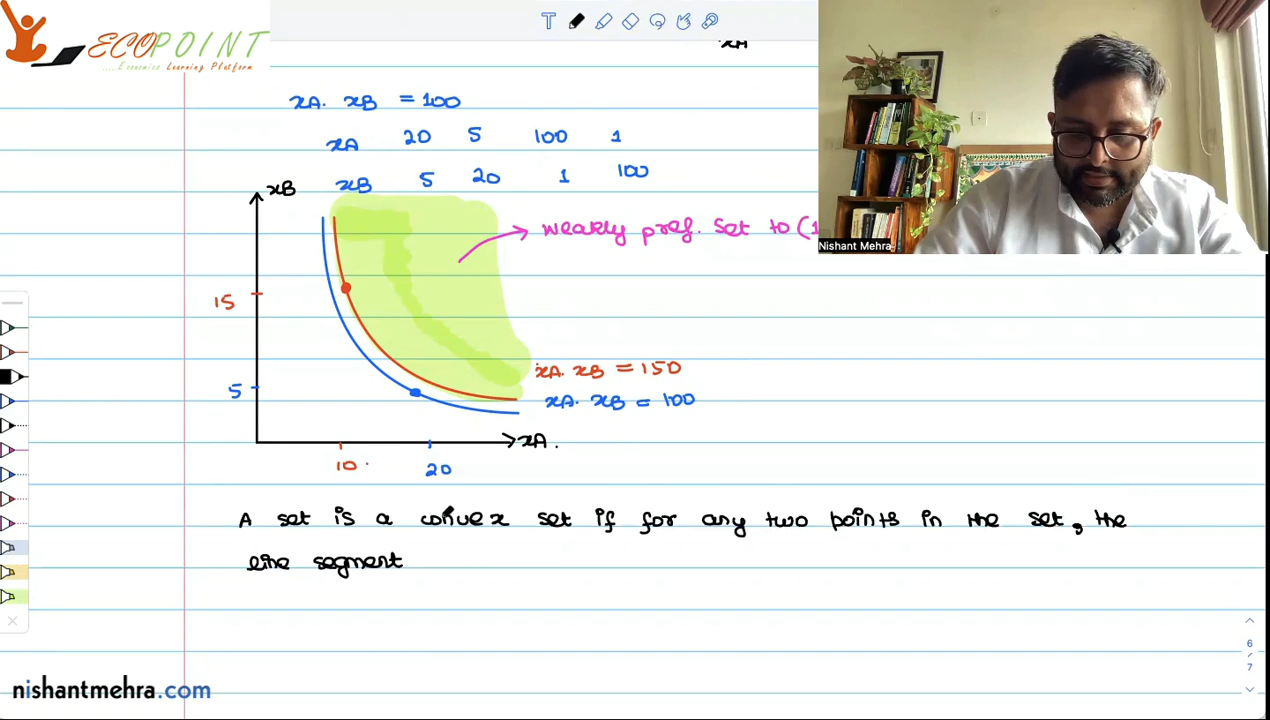 ECOPOINT
.....Economics Learning Platform
xA
xA. xB = 100
xA 20 5 100 1
xB 5 20 1 100
xB
weakly pref. set to (1
Nishant Mehra
15
xA. xB = 150
5
xA. xB = 100
xA.
10
20
A set is a convex set if for any two points in the set, the
line segment
6
7
nishantmehra.com